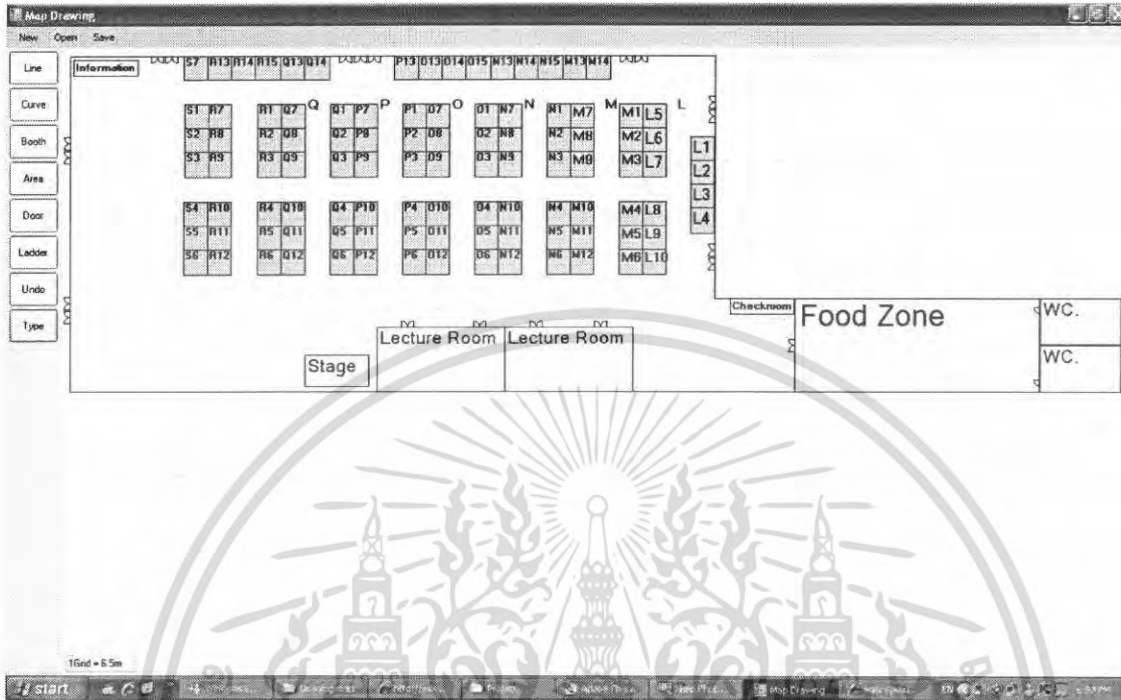 Map Drawing
New Open Save
Line
Curve
Booth
Area
Door
Ladder
Undo
Type
Information
S7 R13 R14 R15 Q13 Q14
P13 O13 O14 O15 N13 N14 N15 M13 M14
Q P O N M L
S1 R7 R1 Q7 Q1 P7 P1 O7 O1 N7 N1 M7 M1 L5
S2 R8 R2 Q8 Q2 P8 P2 O8 O2 N8 N2 M8 M2 L6
S3 R9 R3 Q9 Q3 P9 P3 O9 O3 N9 N3 M9 M3 L7
L1
L2
L3
L4
S4 R10 R4 Q10 Q4 P10 P4 O10 O4 N10 N4 M10 M4 L8
S5 R11 R5 Q11 Q5 P11 P5 O11 O5 N11 N5 M11 M5 L9
S6 R12 R6 Q12 Q6 P12 P6 O12 O6 N12 N6 M12 M6 L10
Checkroom
Food Zone
WC.
WC.
Lecture Room Lecture Room
Stage
1Grid = 6.5m
start
Map Drawing
EN